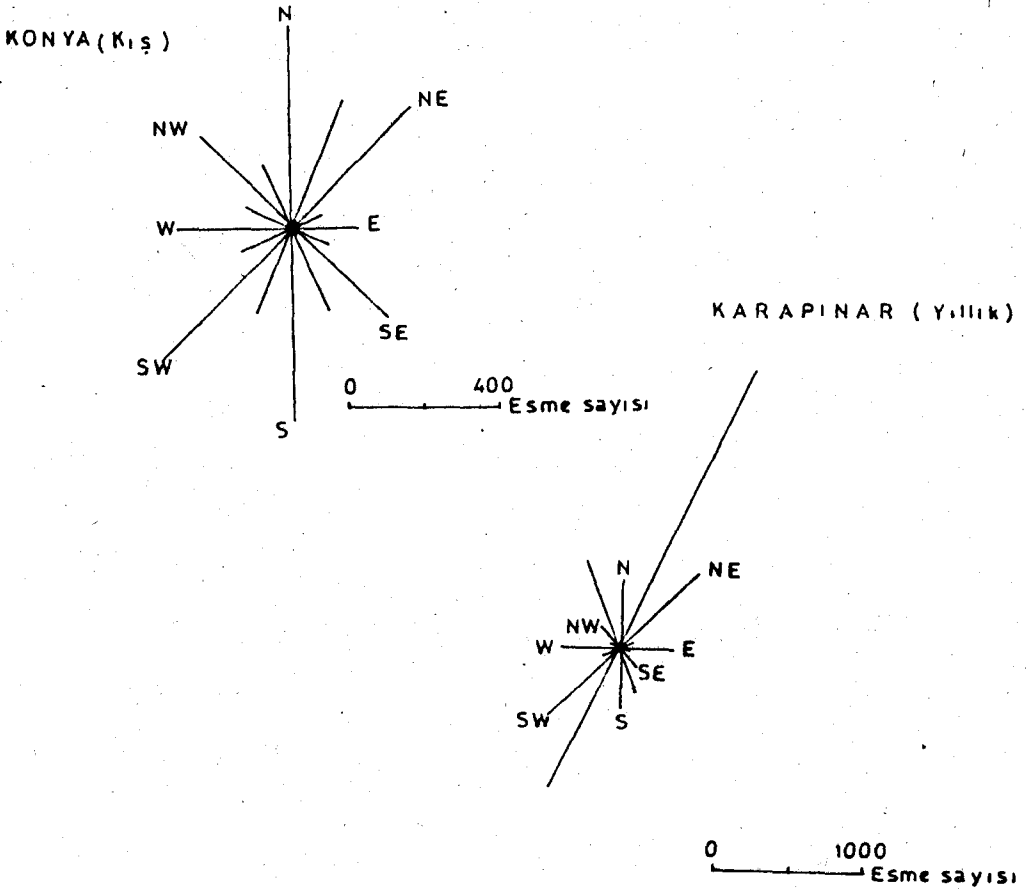 KONYA (Kış)
N
NE
NW
W
E
SE
SW
S
0 400
Esme sayısı
KARAPINAR (Yıllık)
N
NE
NW
W
E
SE
SW
S
0 1000
Esme sayısı